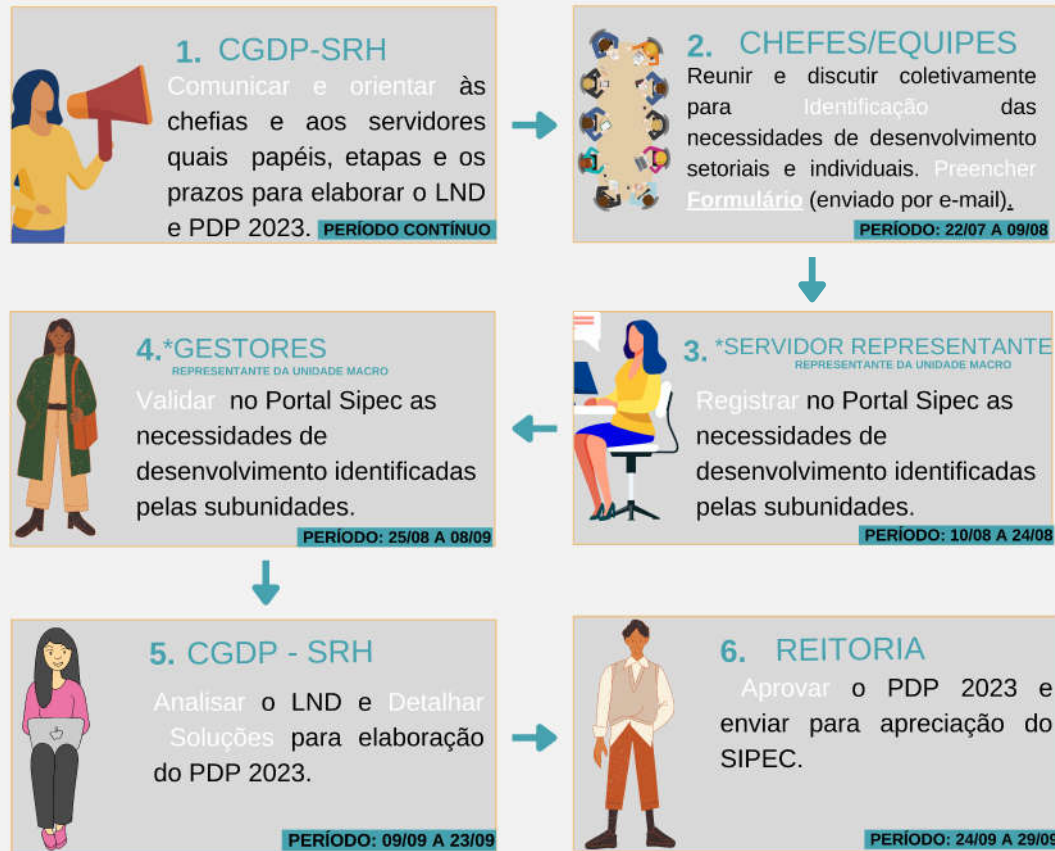 1. CGDP-SRH
Comunicar e orientar às
chefias e aos servidores
quais papéis, etapas e os
prazos para elaborar o LND
e PDP 2023. PERÍODO CONTÍNUO
2. CHEFES/EQUIPES
Reunir e discutir coletivamente
para Identificação das
necessidades de desenvolvimento
setoriais e individuais. Preencher
Formulário (enviado por e-mail).
PERÍODO: 22/07 A 09/08
3. *SERVIDOR REPRESENTANTE
REPRESENTANTE DA UNIDADE MACRO
Registrar no Portal Sipec as
necessidades de
desenvolvimento identificadas
pelas subunidades.
PERÍODO: 10/08 A 24/08
4.*GESTORES
REPRESENTANTE DA UNIDADE MACRO
Validar no Portal Sipec as
necessidades de
desenvolvimento identificadas
pelas subunidades.
PERÍODO: 25/08 A 08/09
5. CGDP - SRH
Analisar o LND e Detalhar
Soluções para elaboração
do PDP 2023.
PERÍODO: 09/09 A 23/09
6. REITORIA
Aprovar o PDP 2023 e
enviar para apreciação do
SIPEC.
PERÍODO: 24/09 A 29/09